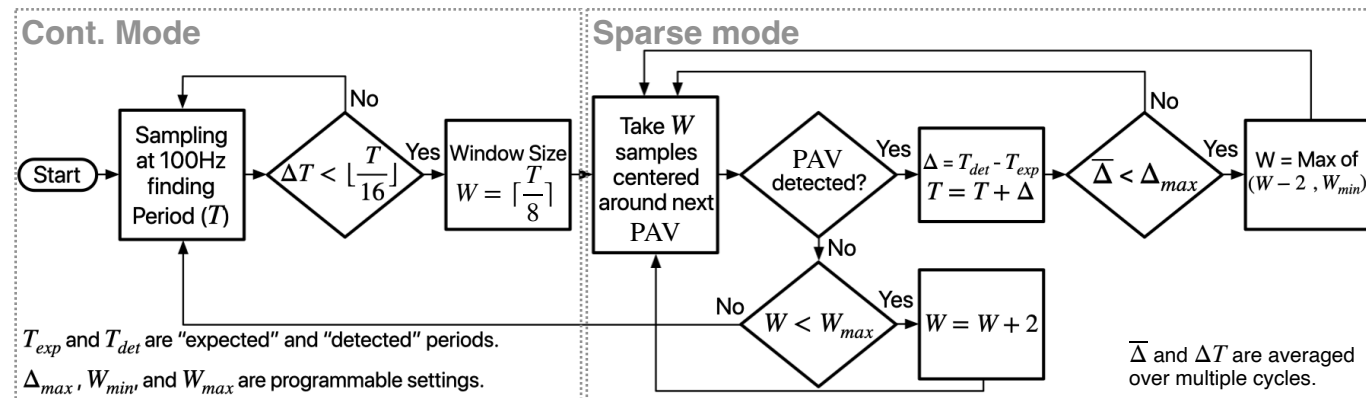 Cont. Mode
Sparse mode
Start
Sampling
at 100Hz
finding
Period (T)
No
ΔT < ⌊T/16⌋
Yes
Window Size
W = ⌈T/8⌉
Take W
samples
centered
around next
PAV
PAV
detected?
Yes
No
Δ = T_det - T_exp
T = T + Δ
No
Δ̅ < Δ_max
Yes
W = Max of
(W − 2 , W_min)
No
W < W_max
Yes
W = W + 2
T_exp and T_det are “expected” and “detected” periods.
Δ_max , W_min, and W_max are programmable settings.
Δ̅ and ΔT are averaged
over multiple cycles.